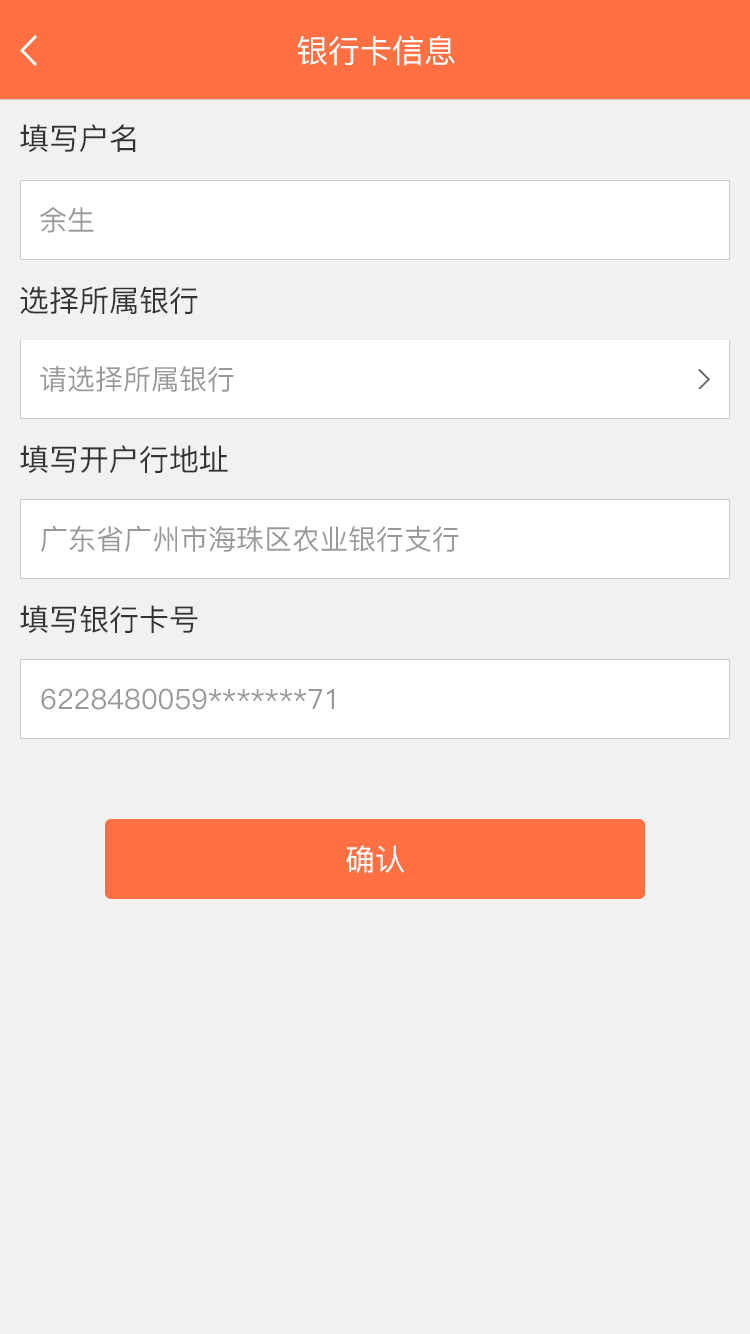 银行卡信息
填写户名
余生
选择所属银行
请选择所属银行
填写开户行地址
广东省广州市海珠区农业银行支行
填写银行卡号
6228480059*******71
确认